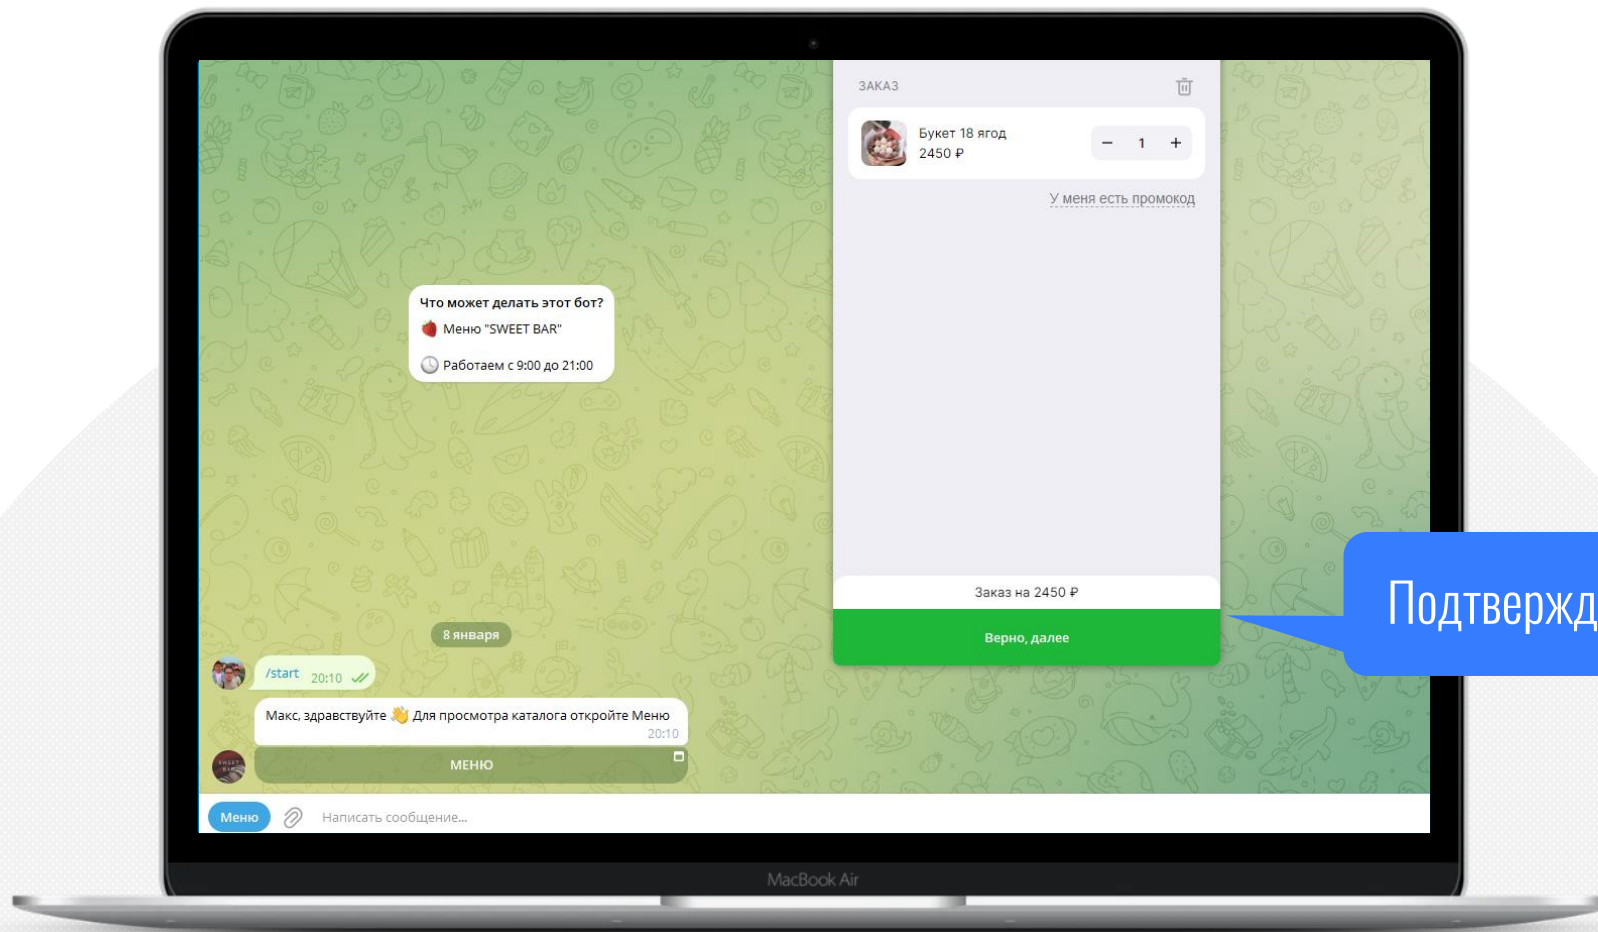 ЗАКАЗ
Букет 18 ягод
2450 ₽
− 1 +
У меня есть промокод
Что может делать этот бот?
Меню "SWEET BAR"
Работаем с 9:00 до 21:00
Заказ на 2450 ₽
Верно, далее
Подтвержд
8 января
/start 20:10
Макс, здравствуйте 👋 Для просмотра каталога откройте Меню
20:10
МЕНЮ
SWEET
BAR
Меню
Написать сообщение...
MacBook Air